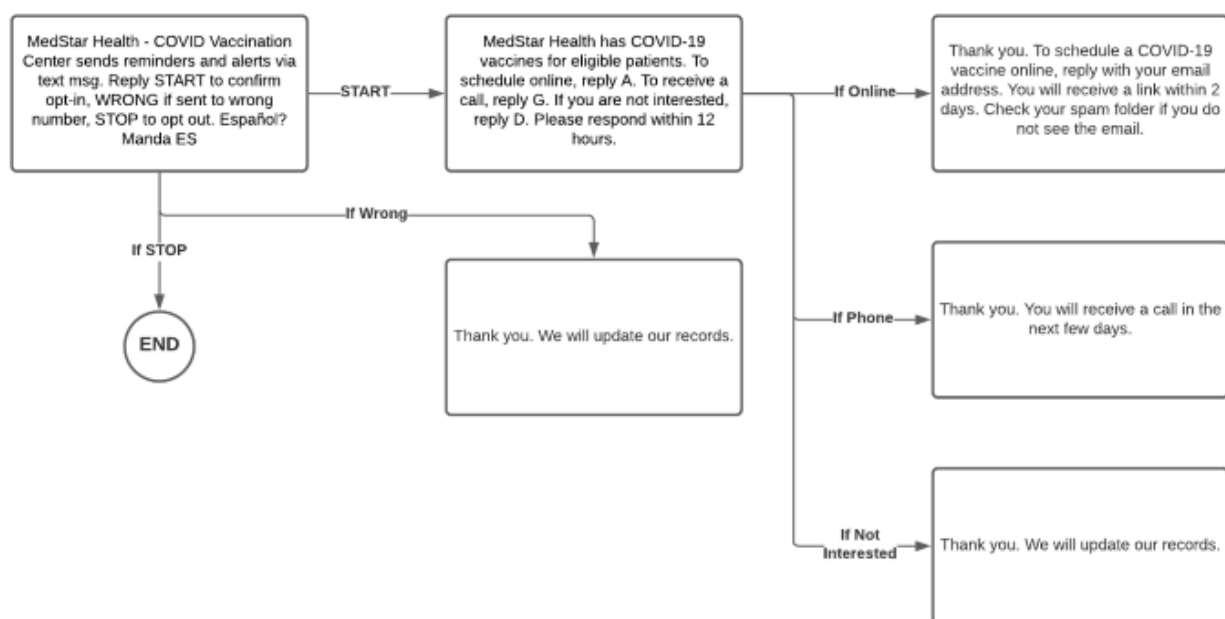 MedStar Health - COVID Vaccination
Center sends reminders and alerts via
text msg. Reply START to confirm
opt-in, WRONG if sent to wrong
number, STOP to opt out. Español?
Manda ES
START
MedStar Health has COVID-19
vaccines for eligible patients. To
schedule online, reply A. To receive a
call, reply G. If you are not interested,
reply D. Please respond within 12
hours.
If Online
Thank you. To schedule a COVID-19
vaccine online, reply with your email
address. You will receive a link within 2
days. Check your spam folder if you do
not see the email.
If Wrong
If STOP
END
Thank you. We will update our records.
If Phone
Thank you. You will receive a call in the
next few days.
If Not
Interested
Thank you. We will update our records.